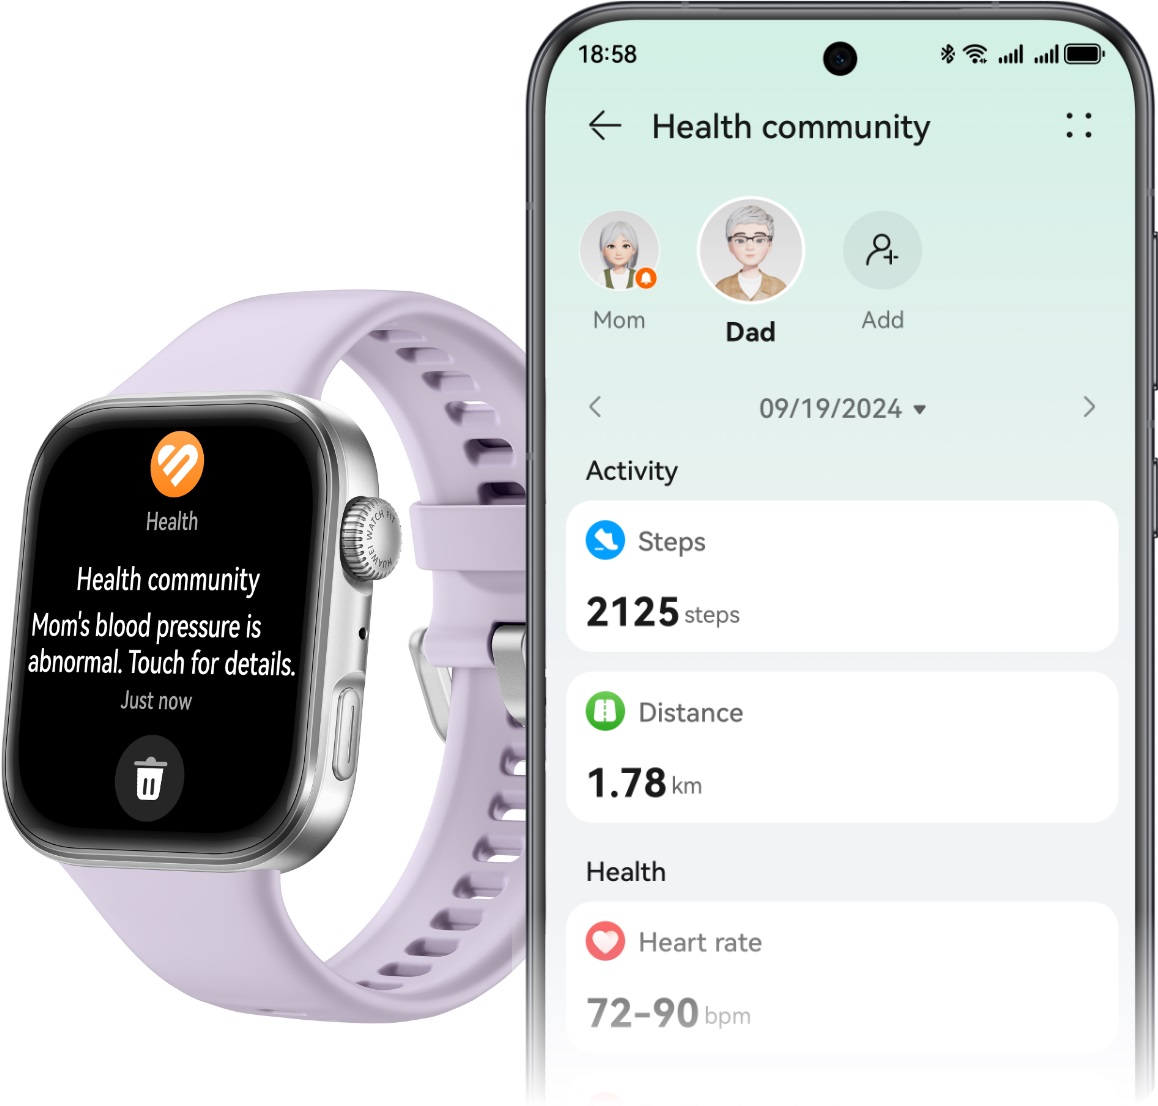 Health
Health community
Mom's blood pressure is
abnormal. Touch for details.
Just now
HUAWEI WATCH FIT
18:58
Health community
Mom
Dad
Add
09/19/2024
Activity
Steps
2125 steps
Distance
1.78 km
Health
Heart rate
72-90 bpm